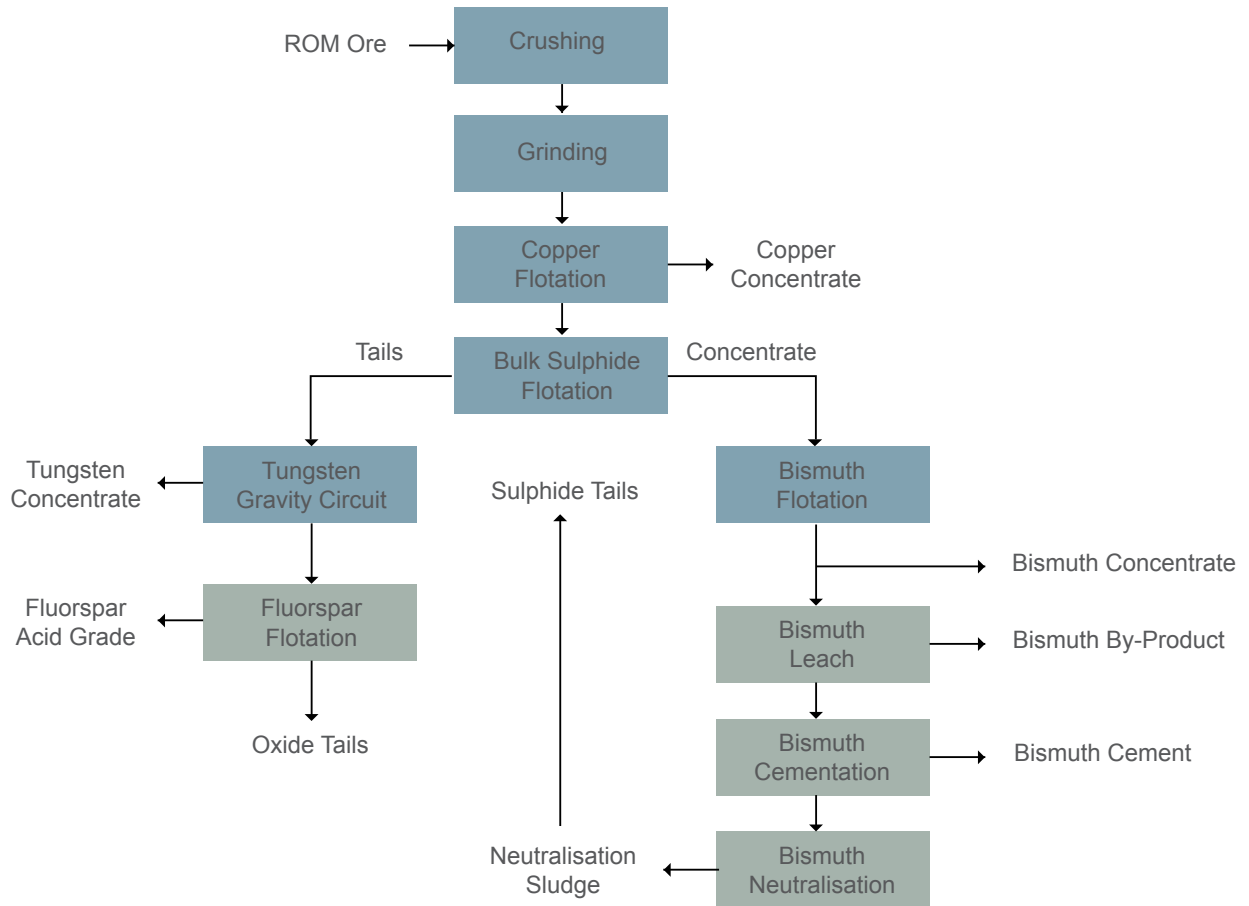 ROM Ore
Crushing
Grinding
Copper
Flotation
Copper
Concentrate
Tails
Bulk Sulphide
Flotation
Concentrate
Tungsten
Concentrate
Tungsten
Gravity Circuit
Sulphide Tails
Bismuth
Flotation
Bismuth Concentrate
Fluorspar
Acid Grade
Fluorspar
Flotation
Bismuth
Leach
Bismuth By-Product
Oxide Tails
Bismuth
Cementation
Bismuth Cement
Neutralisation
Sludge
Bismuth
Neutralisation